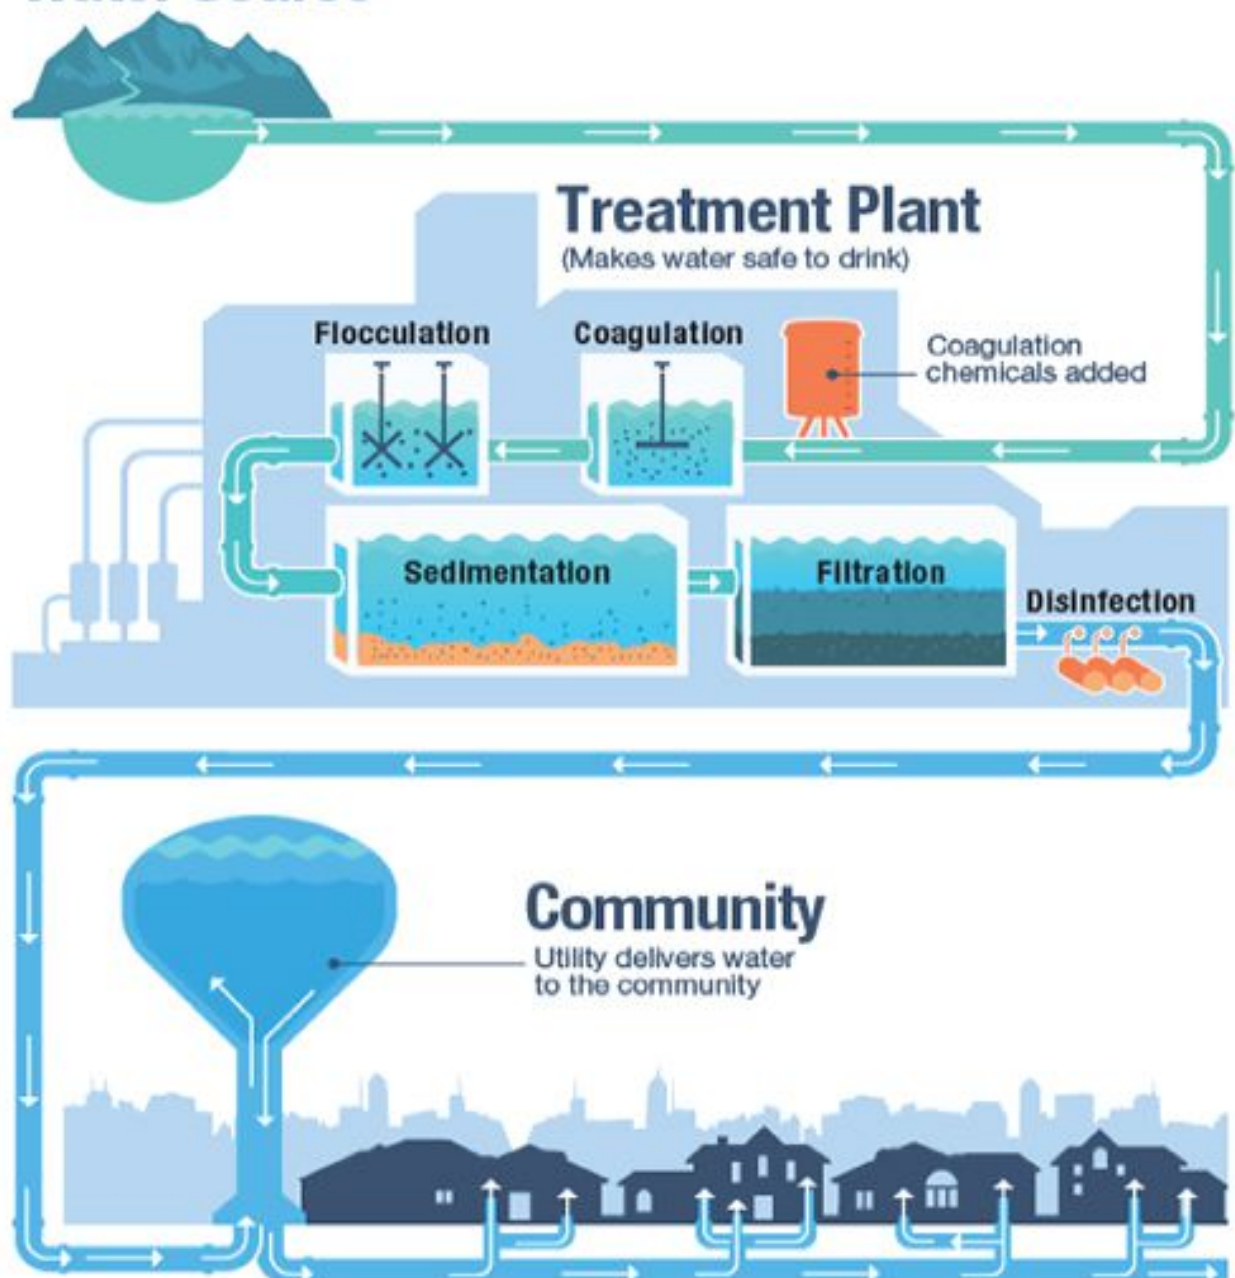 Treatment Plant
(Makes water safe to drink)
Flocculation
Coagulation
Coagulation
chemicals added
Sedimentation
Filtration
Disinfection
Community
Utility delivers water
to the community